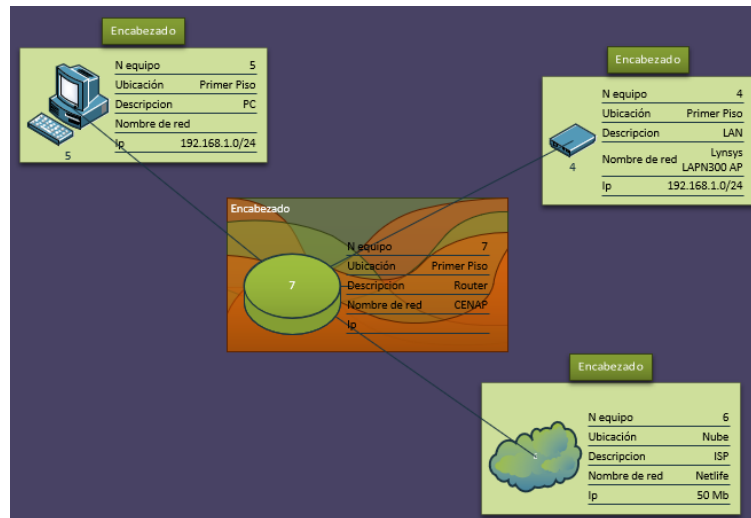 Encabezado
N equipo 5
Ubicación Primer Piso
Descripcion PC
Nombre de red
Ip 192.168.1.0/24
5
Encabezado
N equipo 4
Ubicación Primer Piso
Descripcion LAN
Nombre de red Lynsys LAPN300 AP
Ip 192.168.1.0/24
4
Encabezado
N equipo 7
Ubicación Primer Piso
Descripcion Router
Nombre de red CENAP
Ip
7
Encabezado
N equipo 6
Ubicación Nube
Descripcion ISP
Nombre de red Netlife
Ip 50 Mb